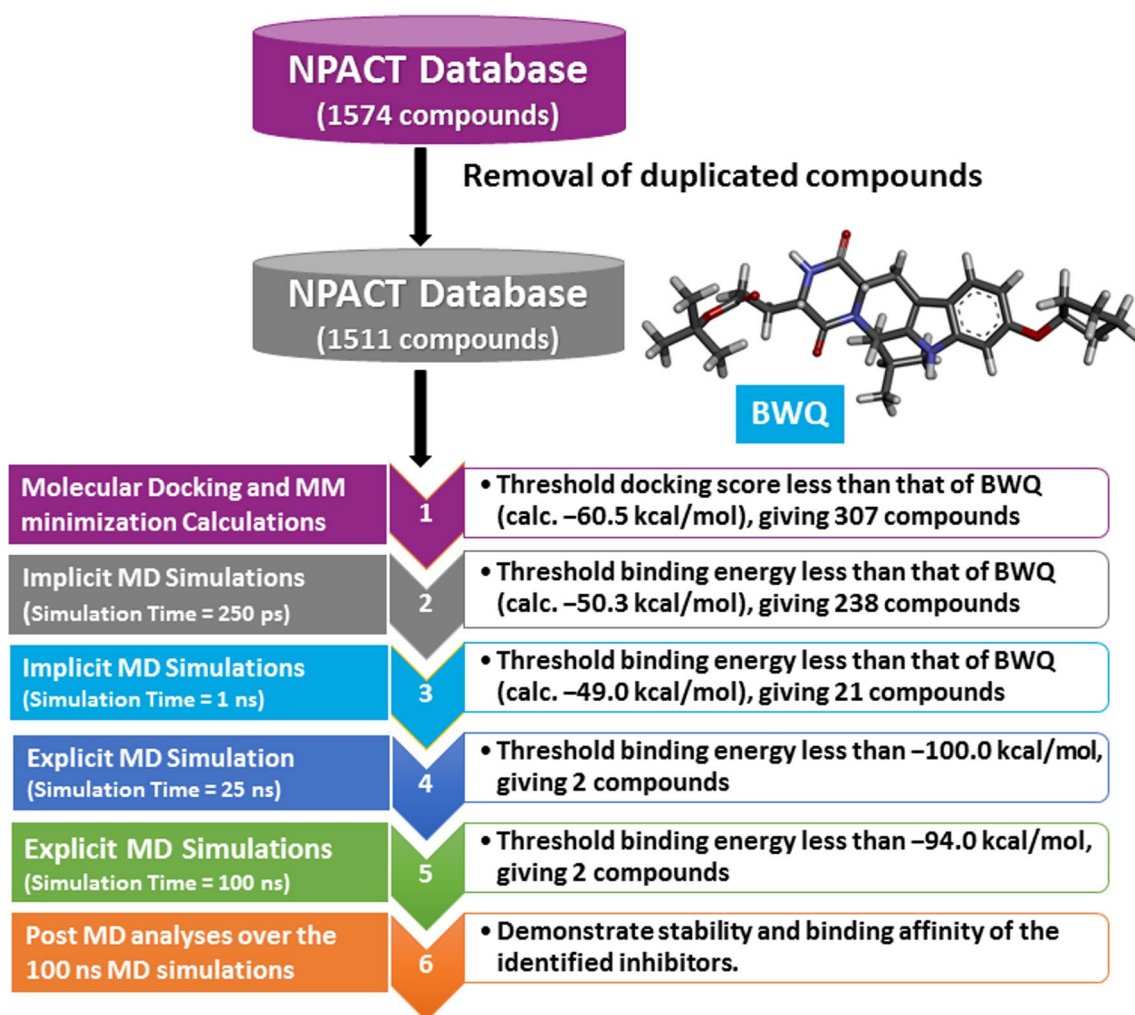 NPACT Database
(1574 compounds)
Removal of duplicated compounds
NPACT Database
(1511 compounds)
BWQ
Molecular Docking and MM
minimization Calculations
1
• Threshold docking score less than that of BWQ
(calc. −60.5 kcal/mol), giving 307 compounds
Implicit MD Simulations
(Simulation Time = 250 ps)
2
• Threshold binding energy less than that of BWQ
(calc. −50.3 kcal/mol), giving 238 compounds
Implicit MD Simulations
(Simulation Time = 1 ns)
3
• Threshold binding energy less than that of BWQ
(calc. −49.0 kcal/mol), giving 21 compounds
Explicit MD Simulation
(Simulation Time = 25 ns)
4
• Threshold binding energy less than −100.0 kcal/mol,
giving 2 compounds
Explicit MD Simulations
(Simulation Time = 100 ns)
5
• Threshold binding energy less than −94.0 kcal/mol,
giving 2 compounds
Post MD analyses over the
100 ns MD simulations
6
• Demonstrate stability and binding affinity of the
identified inhibitors.